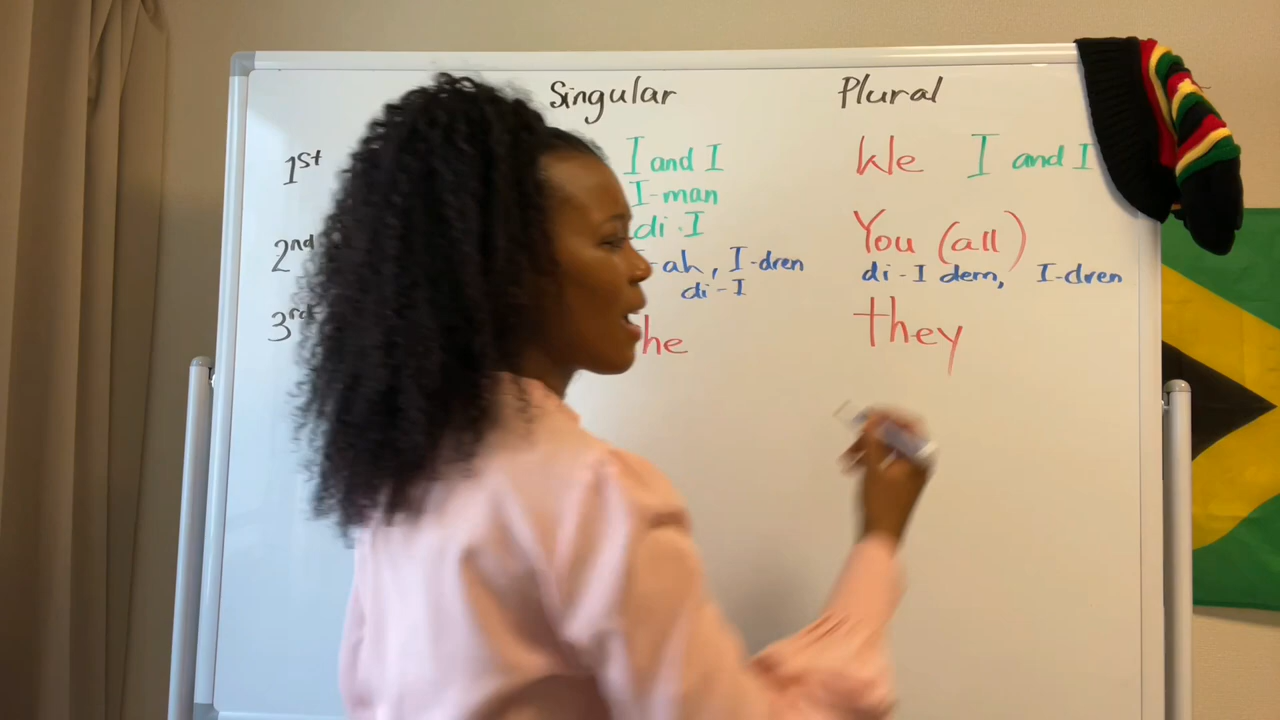 Singular Plural
1st I and I We I and I
I-man
di-I
2nd You (all)
-ah, I-dren di-I dem, I-dren
di-I
3rd he they